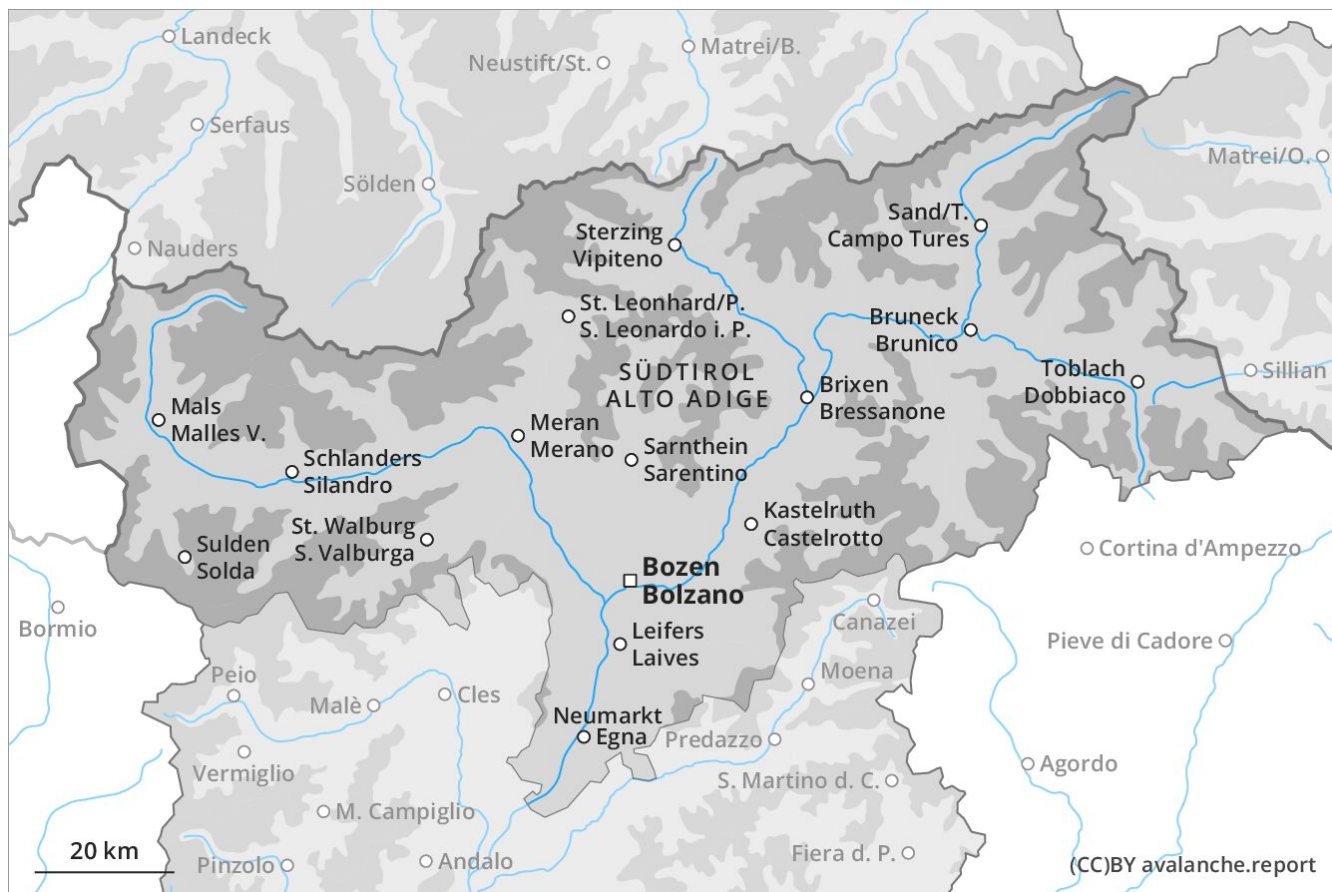 Landeck
Matrei/B.
Neustift/St.
Serfaus
Matrei/O.
Sölden
Sand/T.
Campo Tures
Sterzing
Vipiteno
Nauders
St. Leonhard/P.
S. Leonardo i. P.
Bruneck
Brunico
SÜDTIROL
ALTO ADIGE
Toblach
Dobbiaco
Sillian
Brixen
Bressanone
Mals
Malles V.
Meran
Merano
Sarnthein
Sarentino
Schlanders
Silandro
Kastelruth
Castelrotto
St. Walburg
S. Valburga
Sulden
Solda
Cortina d'Ampezzo
Bozen
Bolzano
Bormio
Canazei
Leifers
Laives
Pieve di Cadore
Moena
Peio
Malè
Cles
Neumarkt
Egna
Predazzo
Vermiglio
Agordo
S. Martino d. C.
M. Campiglio
20 km
Pinzolo
Andalo
Fiera d. P.
(CC)BY avalanche.report